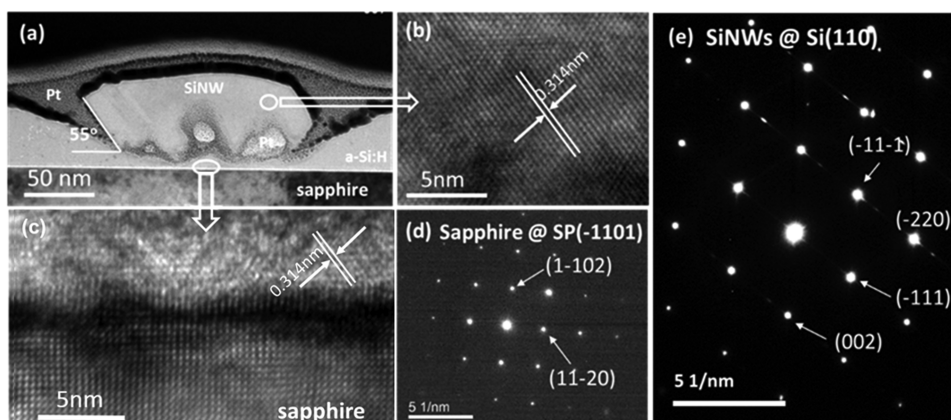 (a)
Pt
SiNW
55°
Pt
a-Si:H
50 nm
sapphire
(b)
0.314nm
5nm
(c)
0.314nm
5nm
sapphire
(d) Sapphire @ SP(-1101)
(1-102)
(11-20)
5 1/nm
(e) SiNWs @ Si(110)
(-11-1)
(-220)
(-111)
(002)
5 1/nm